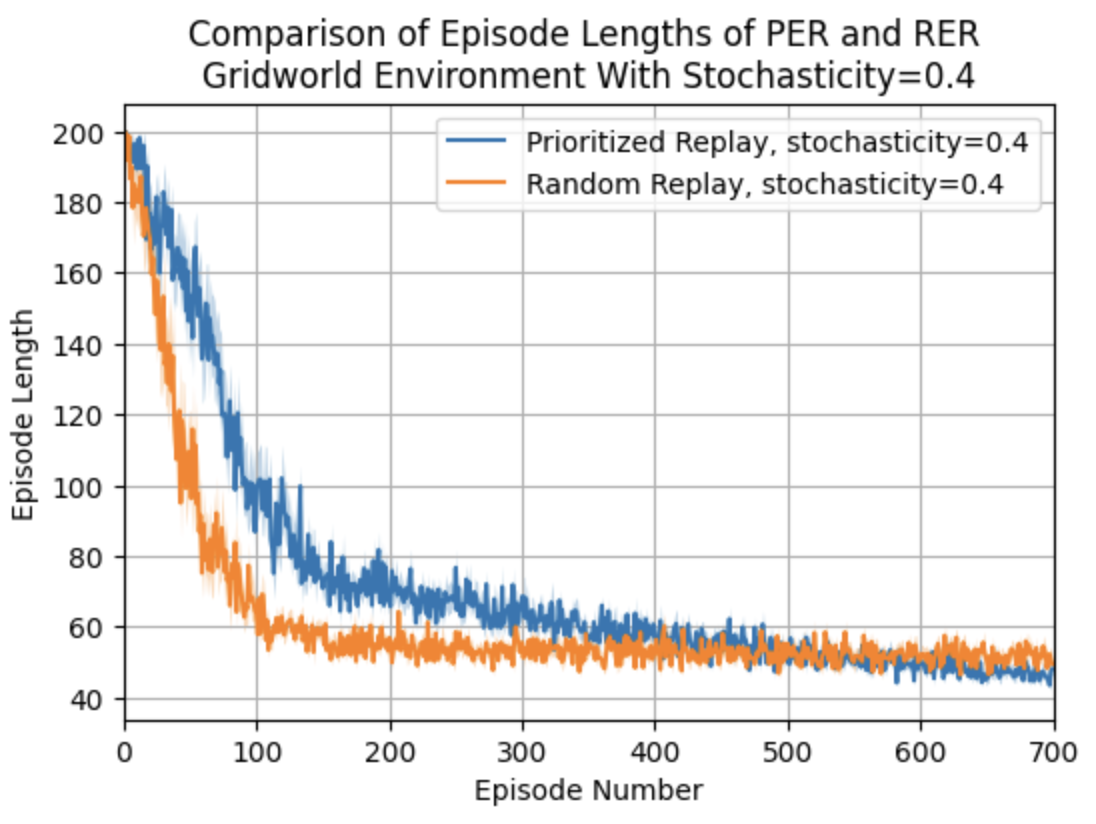 Comparison of Episode Lengths of PER and RER
Gridworld Environment With Stochasticity=0.4
Prioritized Replay, stochasticity=0.4
Random Replay, stochasticity=0.4
200
180
160
140
120
100
80
60
40
Episode Length
0 100 200 300 400 500 600 700
Episode Number